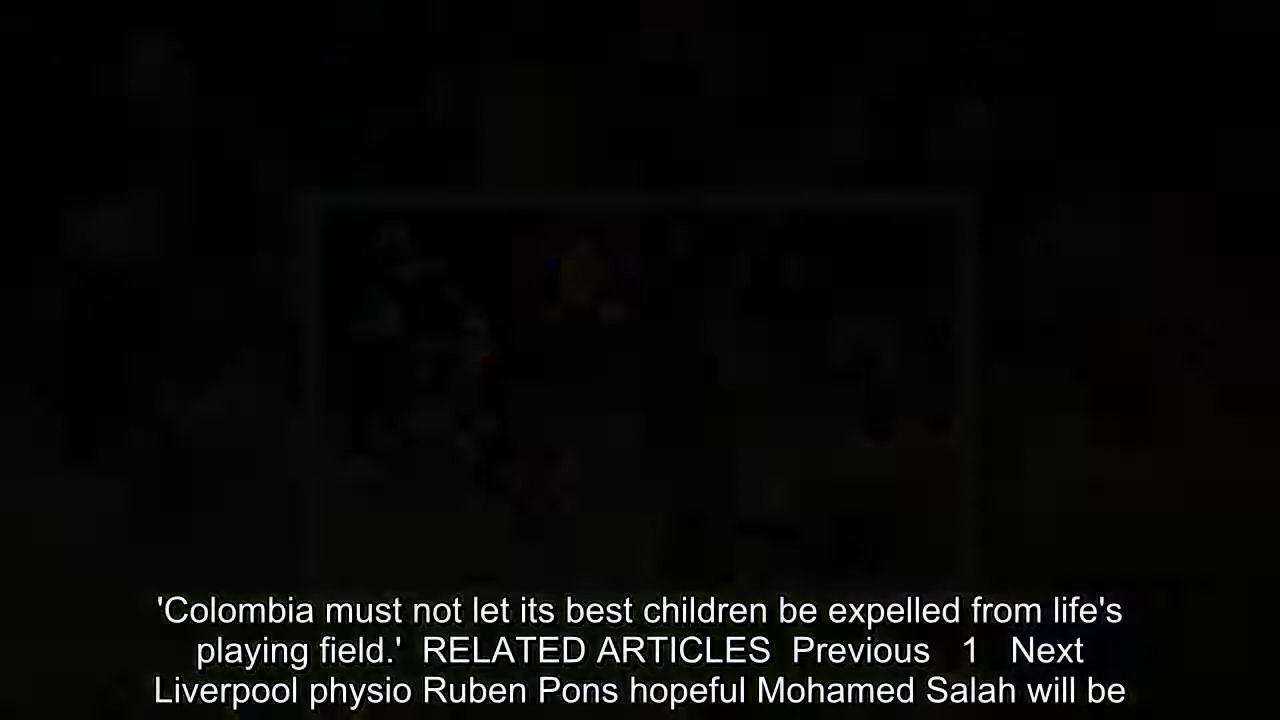 'Colombia must not let its best children be expelled from life's
playing field.'  RELATED ARTICLES  Previous   1   Next
Liverpool physio Ruben Pons hopeful Mohamed Salah will be